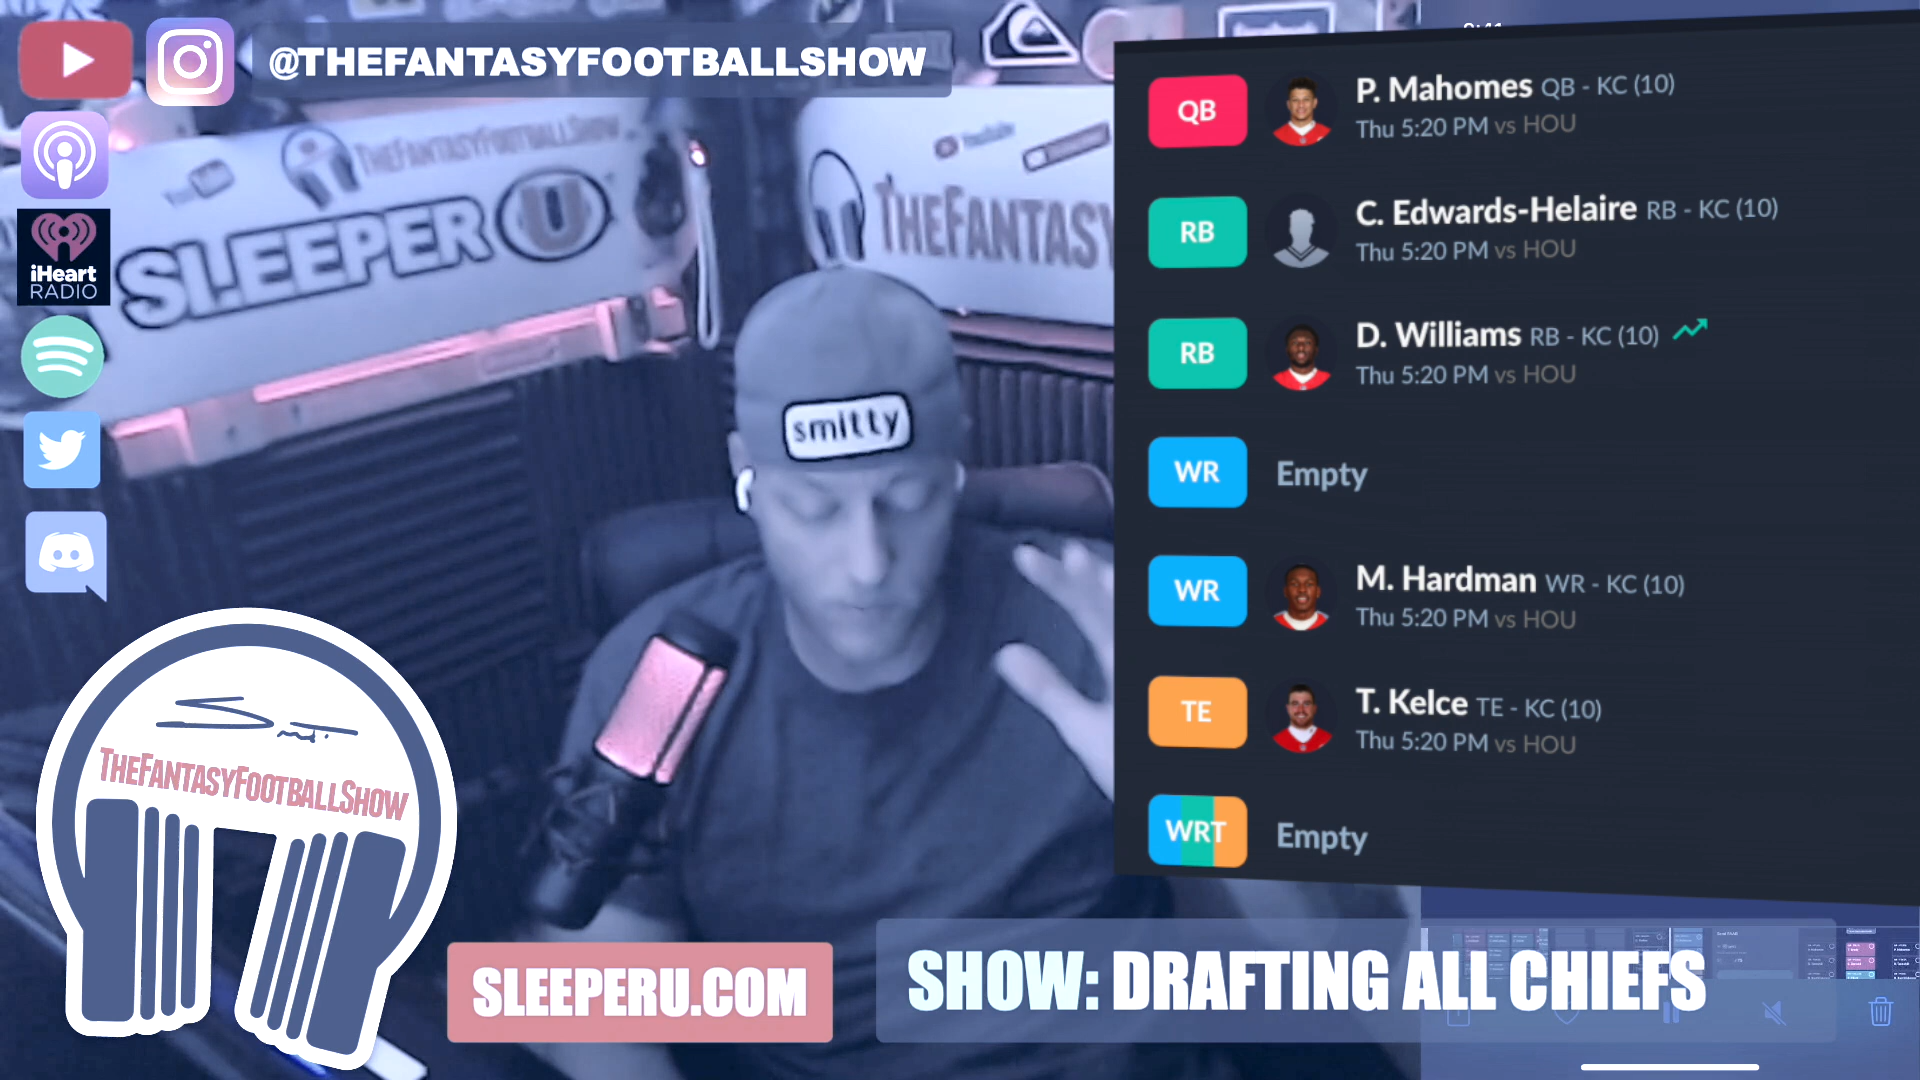 @THEFANTASYFOOTBALLSHOW
YouTube
THEFANTASYFOOTBALLSHOW
SLEEPER U
YouTube
THEFANTASY
iHeart
RADIO
smitty
THEFANTASYFOOTBALLSHOW
QB
P. Mahomes QB - KC (10)
Thu 5:20 PM vs HOU
RB
C. Edwards-Helaire RB - KC (10)
Thu 5:20 PM vs HOU
RB
D. Williams RB - KC (10)
Thu 5:20 PM vs HOU
WR
Empty
WR
M. Hardman WR - KC (10)
Thu 5:20 PM vs HOU
TE
T. Kelce TE - KC (10)
Thu 5:20 PM vs HOU
WRT
Empty
SLEEPERU.COM
SHOW: DRAFTING ALL CHIEFS